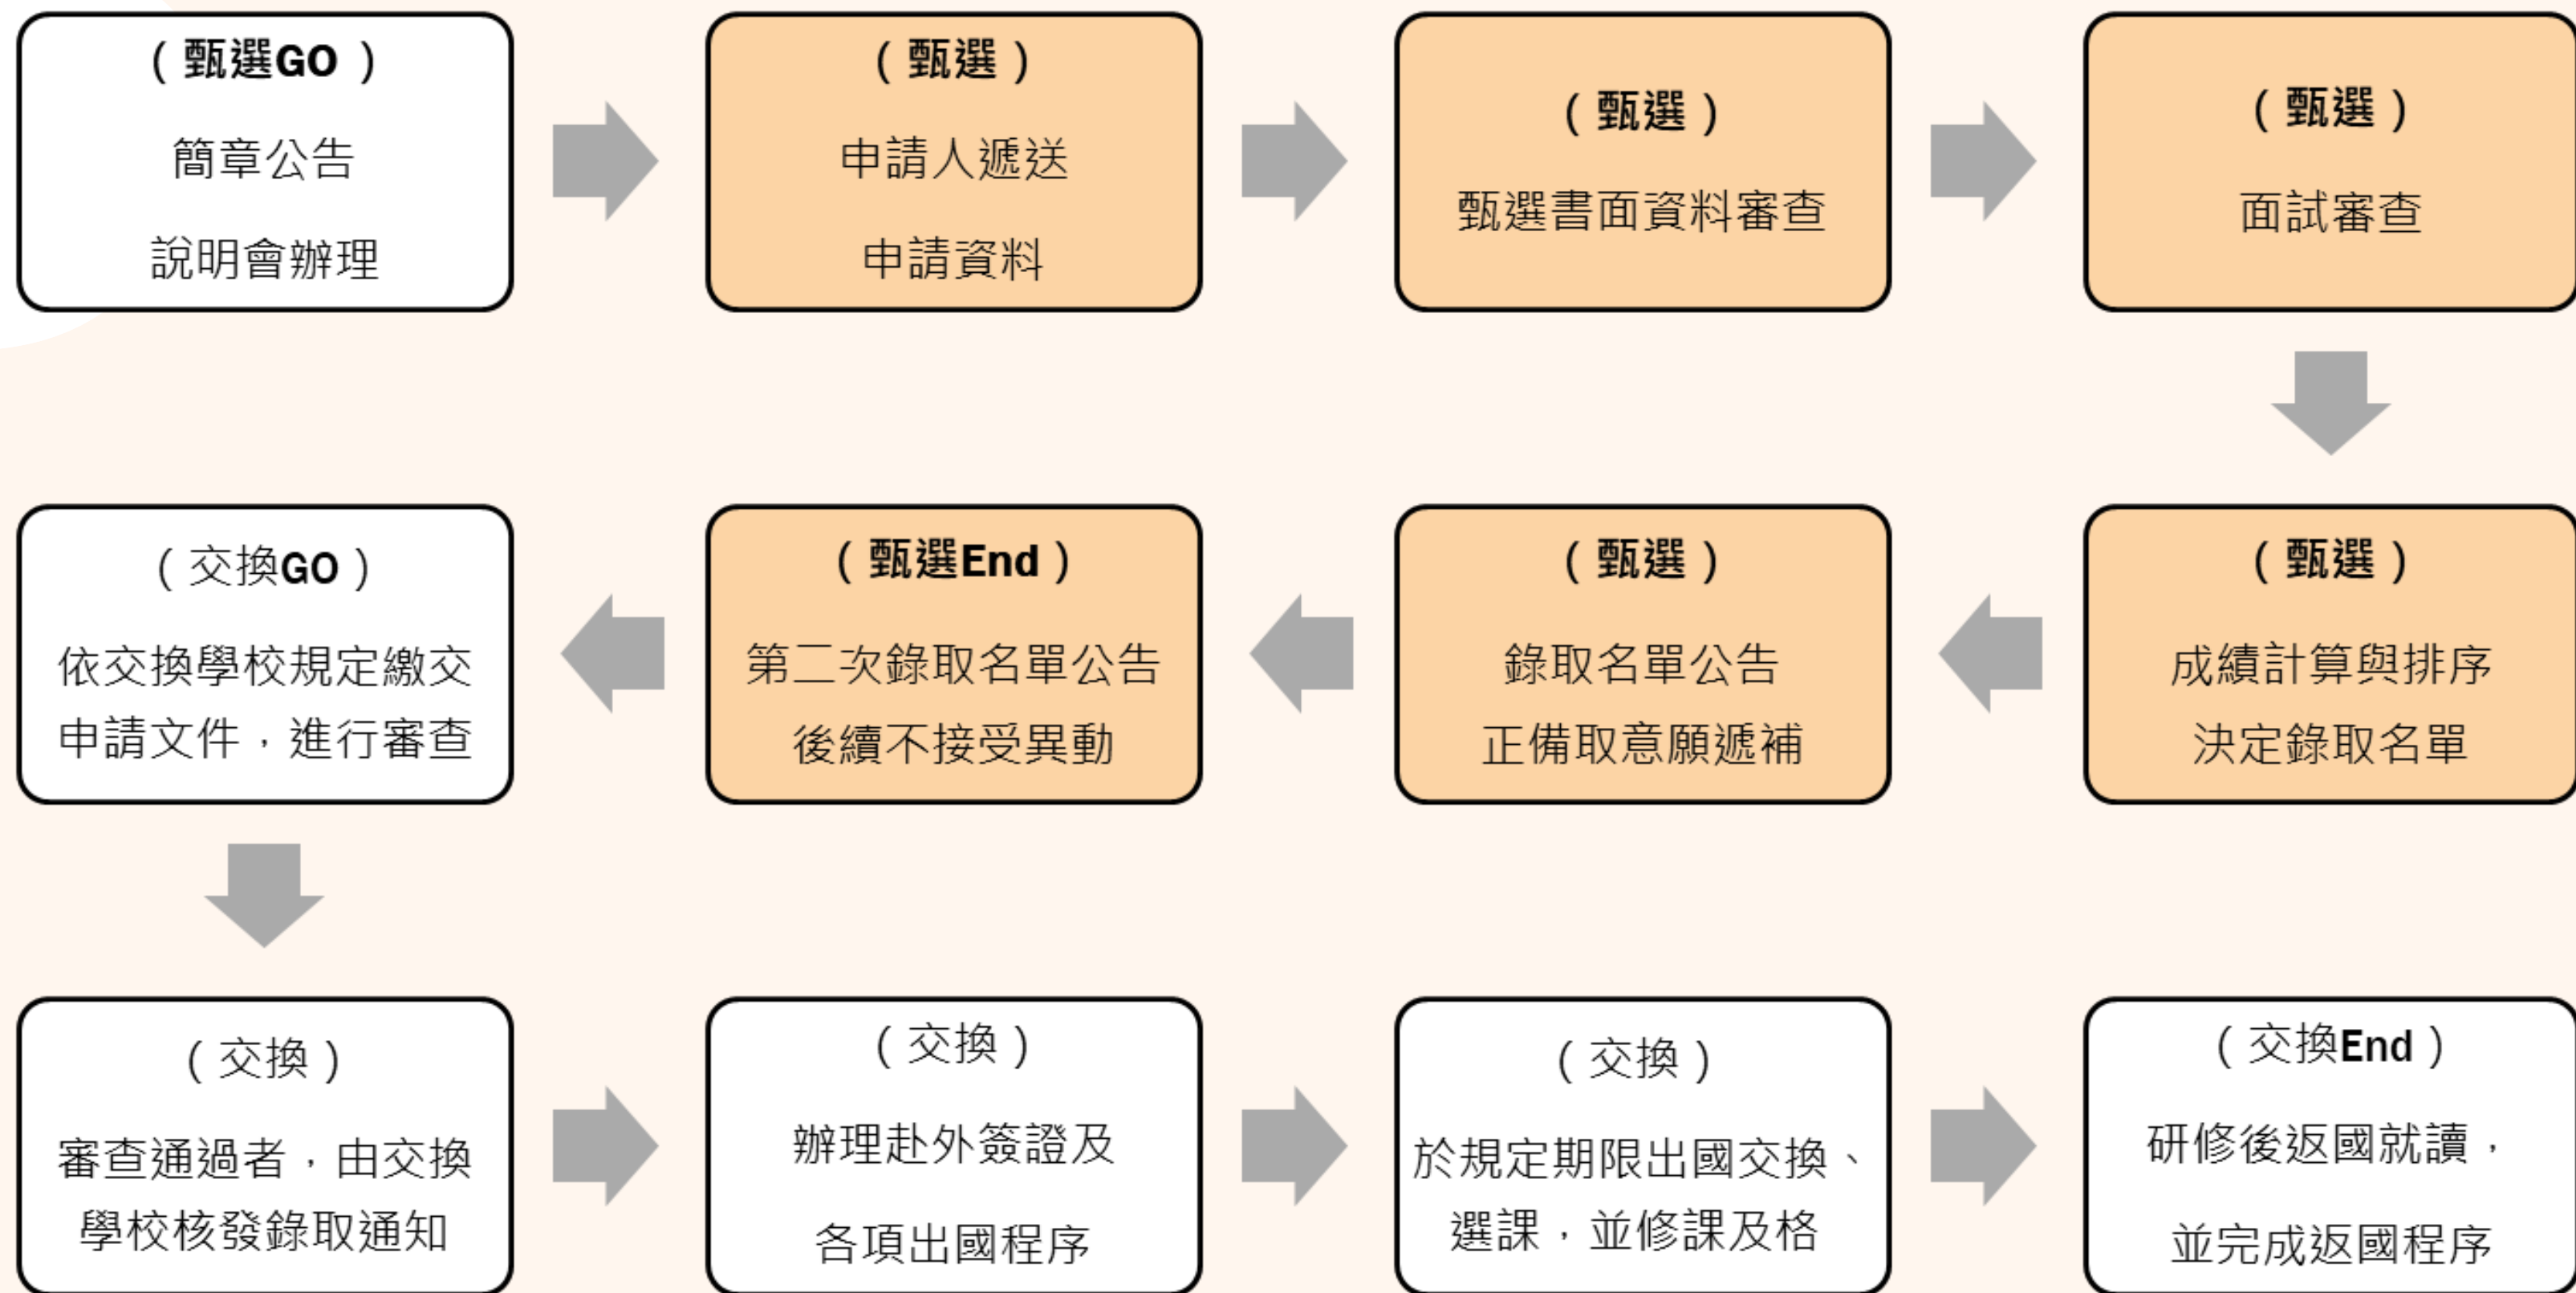 （甄選GO）
簡章公告
說明會辦理
（甄選）
申請人遞送
申請資料
（甄選）
甄選書面資料審查
（甄選）
面試審查
（甄選）
成績計算與排序
決定錄取名單
（甄選）
錄取名單公告
正備取意願遞補
（甄選End）
第二次錄取名單公告
後續不接受異動
（交換GO）
依交換學校規定繳交
申請文件，進行審查
（交換）
審查通過者，由交換
學校核發錄取通知
（交換）
辦理赴外簽證及
各項出國程序
（交換）
於規定期限出國交換、
選課，並修課及格
（交換End）
研修後返國就讀，
並完成返國程序